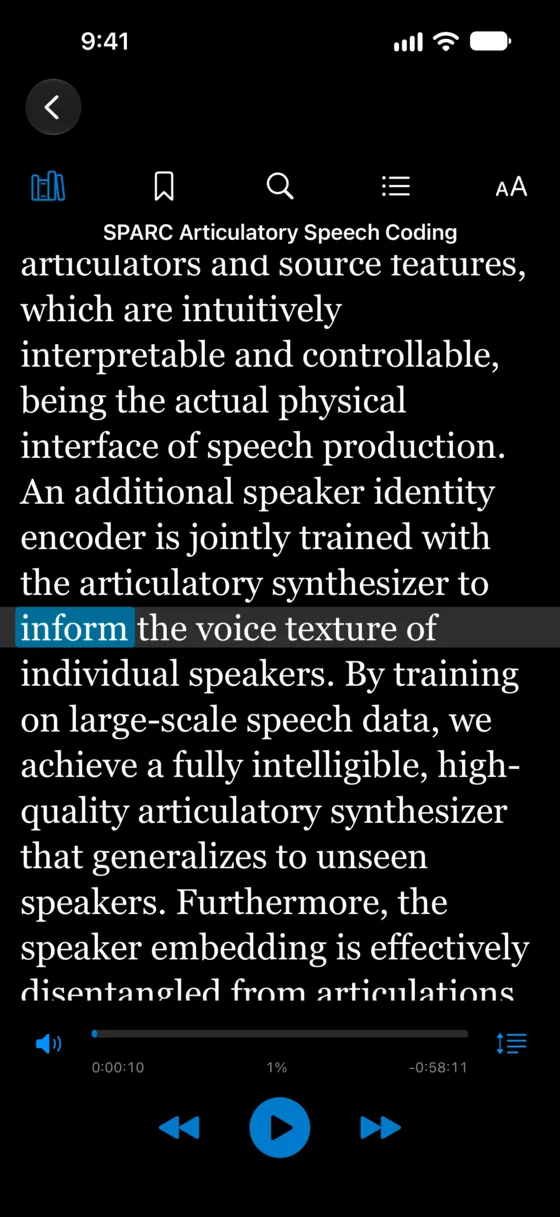 9:41
AA
SPARC Articulatory Speech Coding
articulators and source features,
which are intuitively
interpretable and controllable,
being the actual physical
interface of speech production.
An additional speaker identity
encoder is jointly trained with
the articulatory synthesizer to
inform the voice texture of
individual speakers. By training
on large-scale speech data, we
achieve a fully intelligible, high-
quality articulatory synthesizer
that generalizes to unseen
speakers. Furthermore, the
speaker embedding is effectively
disentangled from articulations
0:00:10
1%
-0:58:11